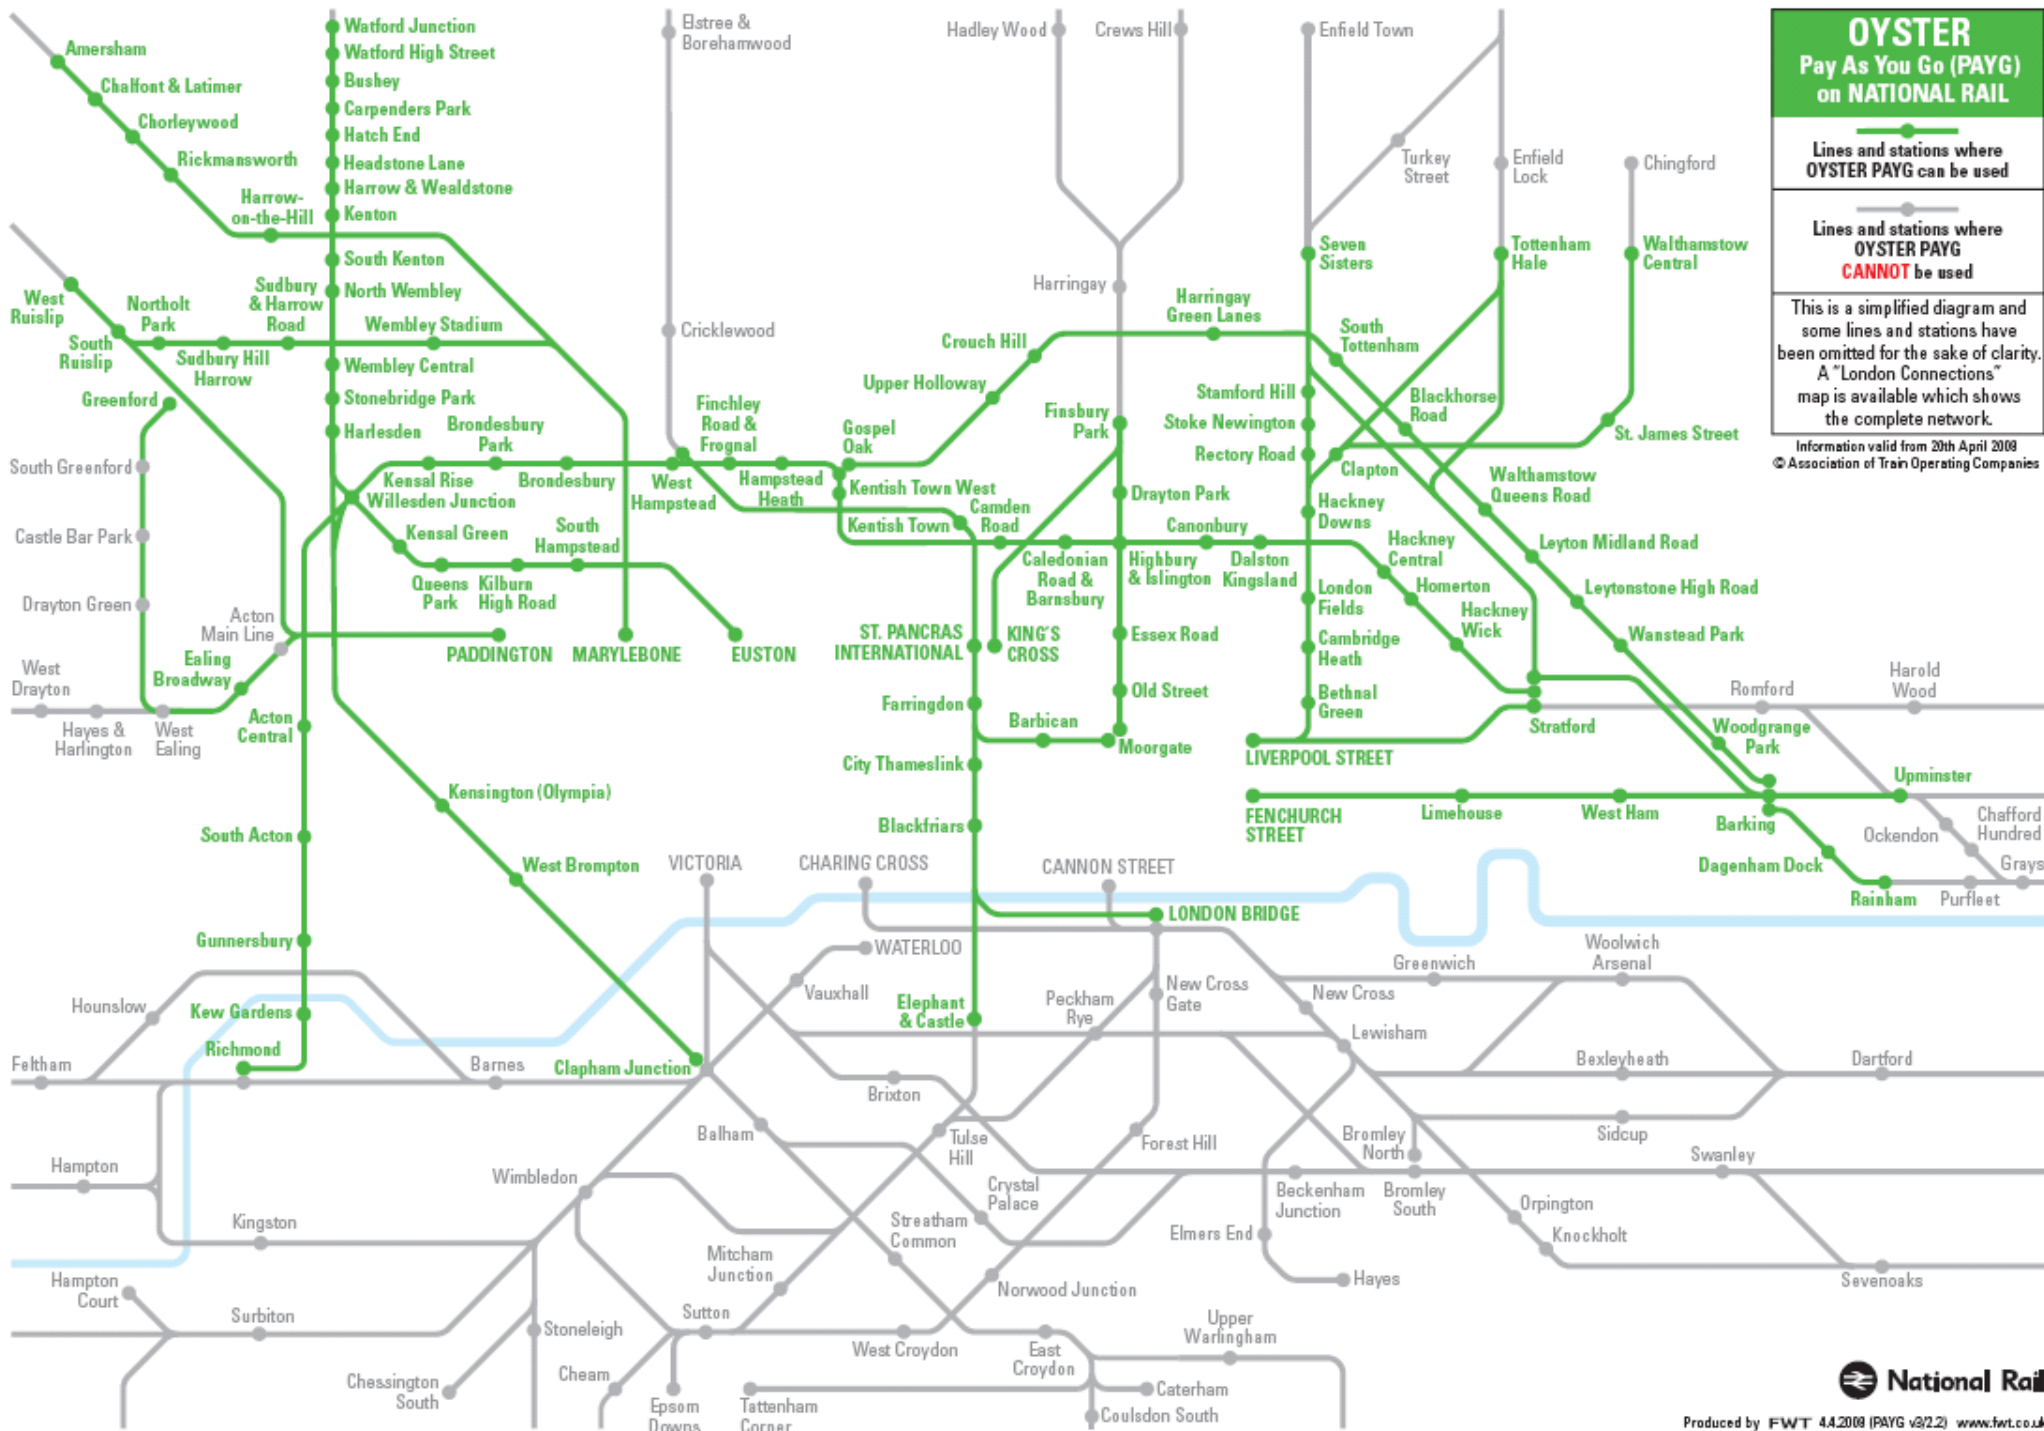 OYSTER
Pay As You Go (PAYG)
on NATIONAL RAIL
Lines and stations where
OYSTER PAYG can be used
Lines and stations where
OYSTER PAYG
CANNOT be used
This is a simplified diagram and
some lines and stations have
been omitted for the sake of clarity.
A "London Connections"
map is available which shows
the complete network.
Information valid from 20th April 2008
© Association of Train Operating Companies
Amersham
Chalfont & Latimer
Chorleywood
Rickmansworth
Harrow-
on-the-Hill
Watford Junction
Watford High Street
Bushey
Carpenders Park
Hatch End
Headstone Lane
Harrow & Wealdstone
Kenton
South Kenton
North Wembley
Wembley Central
Stonebridge Park
Harlesden
West
Ruislip
South
Ruislip
Northolt
Park
Sudbury Hill
Harrow
Sudbury
& Harrow
Road
Wembley Stadium
Greenford
South Greenford
Castle Bar Park
Drayton Green
West
Drayton
Hayes &
Harlington
West
Ealing
Ealing
Broadway
Acton
Main Line
PADDINGTON
MARYLEBONE
EUSTON
Willesden Junction
Kensal Rise
Brondesbury
Park
Brondesbury
West
Hampstead
Finchley
Road &
Frognal
Hampstead
Heath
Gospel
Oak
Kentish Town West
Kentish Town
Camden
Road
Kensal Green
Queens
Park
Kilburn
High Road
South
Hampstead
Elstree &
Borehamwood
Cricklewood
Hadley Wood
Crews Hill
Harringay
Upper Holloway
Crouch Hill
Harringay
Green Lanes
South
Tottenham
Finsbury
Park
Drayton Park
Caledonian
Road &
Barnsbury
Highbury
& Islington
Canonbury
Dalston
Kingsland
Hackney
Central
Homerton
Hackney
Wick
Essex Road
Old Street
Moorgate
Barbican
ST. PANCRAS
INTERNATIONAL
KING'S
CROSS
Farringdon
City Thameslink
Blackfriars
LONDON BRIDGE
Elephant
& Castle
Enfield Town
Turkey
Street
Enfield
Lock
Chingford
Seven
Sisters
Tottenham
Hale
Walthamstow
Central
St. James Street
Stamford Hill
Stoke Newington
Rectory Road
Clapton
Blackhorse
Road
Walthamstow
Queens Road
Leyton Midland Road
Leytonstone High Road
Wanstead Park
Woodgrange
Park
Hackney
Downs
London
Fields
Cambridge
Heath
Bethnal
Green
LIVERPOOL STREET
Stratford
Romford
Harold
Wood
FENCHURCH
STREET
Limehouse
West Ham
Barking
Upminster
Dagenham Dock
Rainham
Ockendon
Chafford
Hundred
Grays
Purfleet
Acton
Central
South Acton
Gunnersbury
Kew Gardens
Richmond
Kensington (Olympia)
West Brompton
Clapham Junction
VICTORIA
CHARING CROSS
CANNON STREET
WATERLOO
Vauxhall
Hounslow
Feltham
Barnes
Hampton
Kingston
Hampton
Court
Surbiton
Wimbledon
Chessington
South
Stoneleigh
Cheam
Sutton
Epsom
Downs
Tattenham
Corner
Mitcham
Junction
Balham
Brixton
Tulse
Hill
Streatham
Common
Crystal
Palace
Norwood Junction
West Croydon
East
Croydon
Upper
Warlingham
Caterham
Coulsdon South
Peckham
Rye
New Cross
Gate
New Cross
Lewisham
Forest Hill
Greenwich
Woolwich
Arsenal
Bexleyheath
Dartford
Sidcup
Bromley
North
Beckenham
Junction
Bromley
South
Swanley
Elmers End
Hayes
Orpington
Knockholt
Sevenoaks
National Rail
Produced by FWT 4.4.2008 (PAYG v3/2.2) www.fwt.co.uk